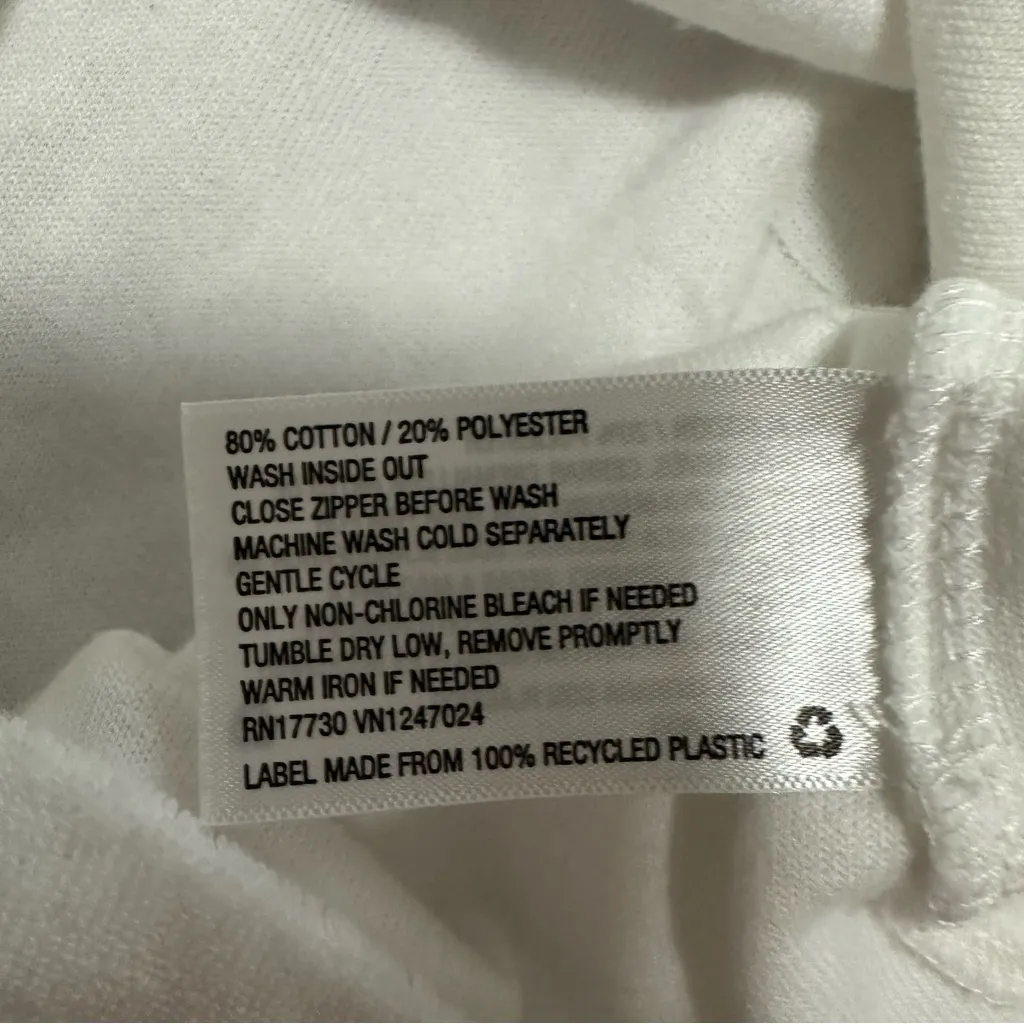 80% COTTON / 20% POLYESTER
WASH INSIDE OUT
CLOSE ZIPPER BEFORE WASH
MACHINE WASH COLD SEPARATELY
GENTLE CYCLE
ONLY NON-CHLORINE BLEACH IF NEEDED
TUMBLE DRY LOW, REMOVE PROMPTLY
WARM IRON IF NEEDED
RN17730 VN1247024
LABEL MADE FROM 100% RECYCLED PLASTIC